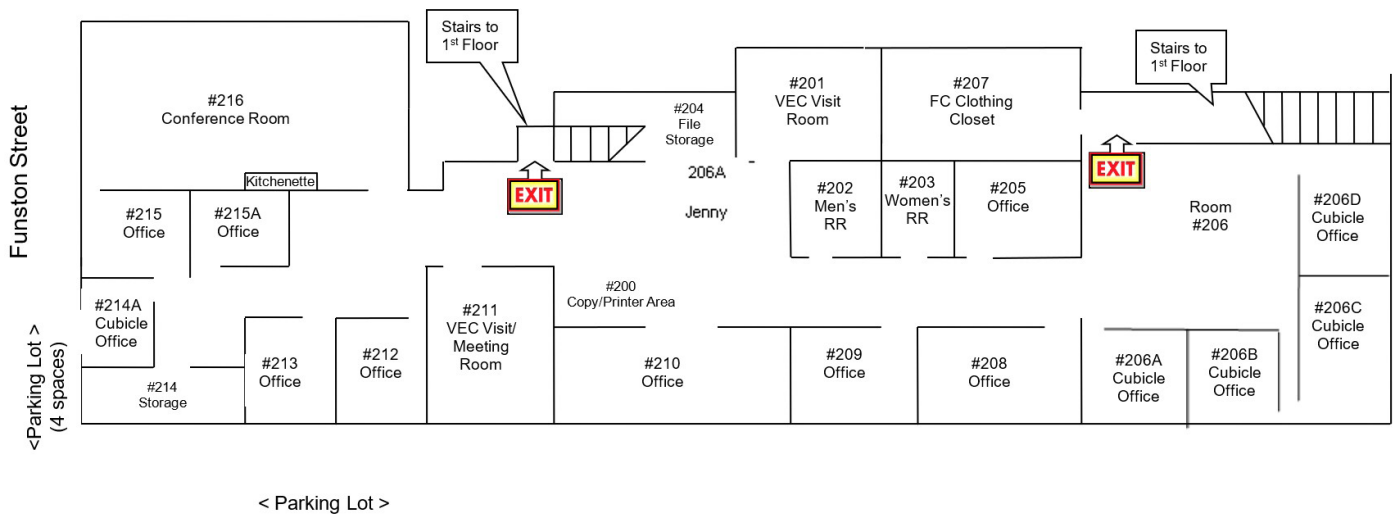 Stairs to
1st Floor
Stairs to
1st Floor
#216
Conference Room
#204
File
Storage
#201
VEC Visit
Room
#207
FC Clothing
Closet
Kitchenette
EXIT
EXIT
206A
Jenny
#215
Office
#215A
Office
#202
Men's
RR
#203
Women's
RR
#205
Office
Room
#206
#206D
Cubicle
Office
Funston Street
#214A
Cubicle
Office
#200
Copy/Printer Area
#211
VEC Visit/
Meeting
Room
#206C
Cubicle
Office
#214
Storage
#213
Office
#212
Office
#210
Office
#209
Office
#208
Office
#206A
Cubicle
Office
#206B
Cubicle
Office
<Parking Lot >
(4 spaces)
< Parking Lot >